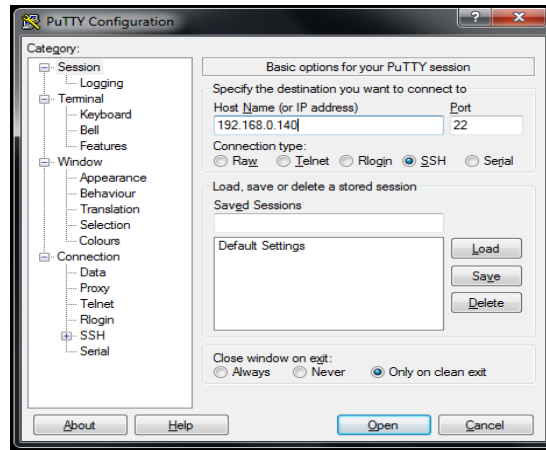 PuTTY Configuration
?
X
Category:
Session
Logging
Terminal
Keyboard
Bell
Features
Window
Appearance
Behaviour
Translation
Selection
Colours
Connection
Data
Proxy
Telnet
Rlogin
SSH
Serial
Basic options for your PuTTY session
Specify the destination you want to connect to
Host Name (or IP address) Port
192.168.0.140 22
Connection type:
Raw Telnet Rlogin SSH Serial
Load, save or delete a stored session
Saved Sessions
Default Settings
Load
Save
Delete
Close window on exit:
Always Never Only on clean exit
About Help Open Cancel